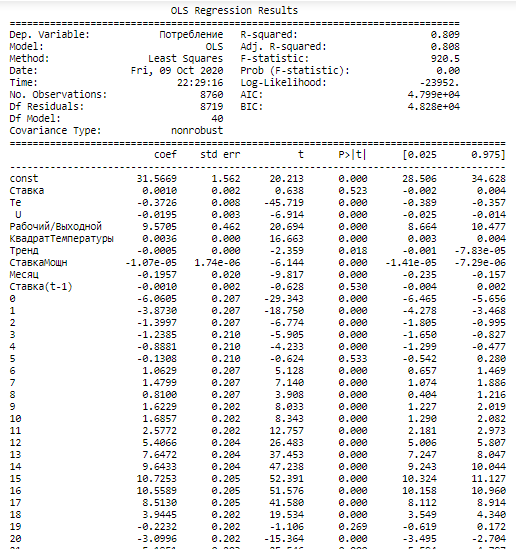 OLS Regression Results
Dep. Variable: Потребление R-squared: 0.809
Model: OLS Adj. R-squared: 0.808
Method: Least Squares F-statistic: 920.5
Date: Fri, 09 Oct 2020 Prob (F-statistic): 0.00
Time: 22:29:16 Log-Likelihood: -23952.
No. Observations: 8760 AIC: 4.799e+04
Df Residuals: 8719 BIC: 4.828e+04
Df Model: 40
Covariance Type: nonrobust
coef std err t P>|t| [0.025 0.975]
const 31.5669 1.562 20.213 0.000 28.506 34.628
Ставка 0.0010 0.002 0.638 0.523 -0.002 0.004
Te -0.3726 0.008 -45.719 0.000 -0.389 -0.357
U -0.0195 0.003 -6.914 0.000 -0.025 -0.014
Рабочий/Выходной 9.5705 0.462 20.694 0.000 8.664 10.477
КвадратТемпературы 0.0036 0.000 16.663 0.000 0.003 0.004
Тренд -0.0005 0.000 -2.359 0.018 -0.001 -7.83e-05
СтавкаМощн -1.07e-05 1.74e-06 -6.144 0.000 -1.41e-05 -7.29e-06
Месяц -0.1957 0.020 -9.817 0.000 -0.235 -0.157
Ставка(t-1) -0.0010 0.002 -0.628 0.530 -0.004 0.002
0 -6.0605 0.207 -29.343 0.000 -6.465 -5.656
1 -3.8730 0.207 -18.750 0.000 -4.278 -3.468
2 -1.3997 0.207 -6.774 0.000 -1.805 -0.995
3 -1.2385 0.210 -5.905 0.000 -1.650 -0.827
4 -0.8881 0.210 -4.233 0.000 -1.299 -0.477
5 -0.1308 0.210 -0.624 0.533 -0.542 0.280
6 1.0629 0.207 5.128 0.000 0.657 1.469
7 1.4799 0.207 7.140 0.000 1.074 1.886
8 0.8100 0.207 3.908 0.000 0.404 1.216
9 1.6229 0.202 8.033 0.000 1.227 2.019
10 1.6857 0.202 8.343 0.000 1.290 2.082
11 2.5772 0.202 12.757 0.000 2.181 2.973
12 5.4066 0.204 26.483 0.000 5.006 5.807
13 7.6472 0.204 37.453 0.000 7.247 8.047
14 9.6433 0.204 47.238 0.000 9.243 10.044
15 10.7253 0.205 52.391 0.000 10.324 11.127
16 10.5589 0.205 51.576 0.000 10.158 10.960
17 8.5130 0.205 41.580 0.000 8.112 8.914
18 3.9445 0.202 19.534 0.000 3.549 4.340
19 -0.2232 0.202 -1.106 0.269 -0.619 0.172
20 -3.0996 0.202 -15.364 0.000 -3.495 -2.704